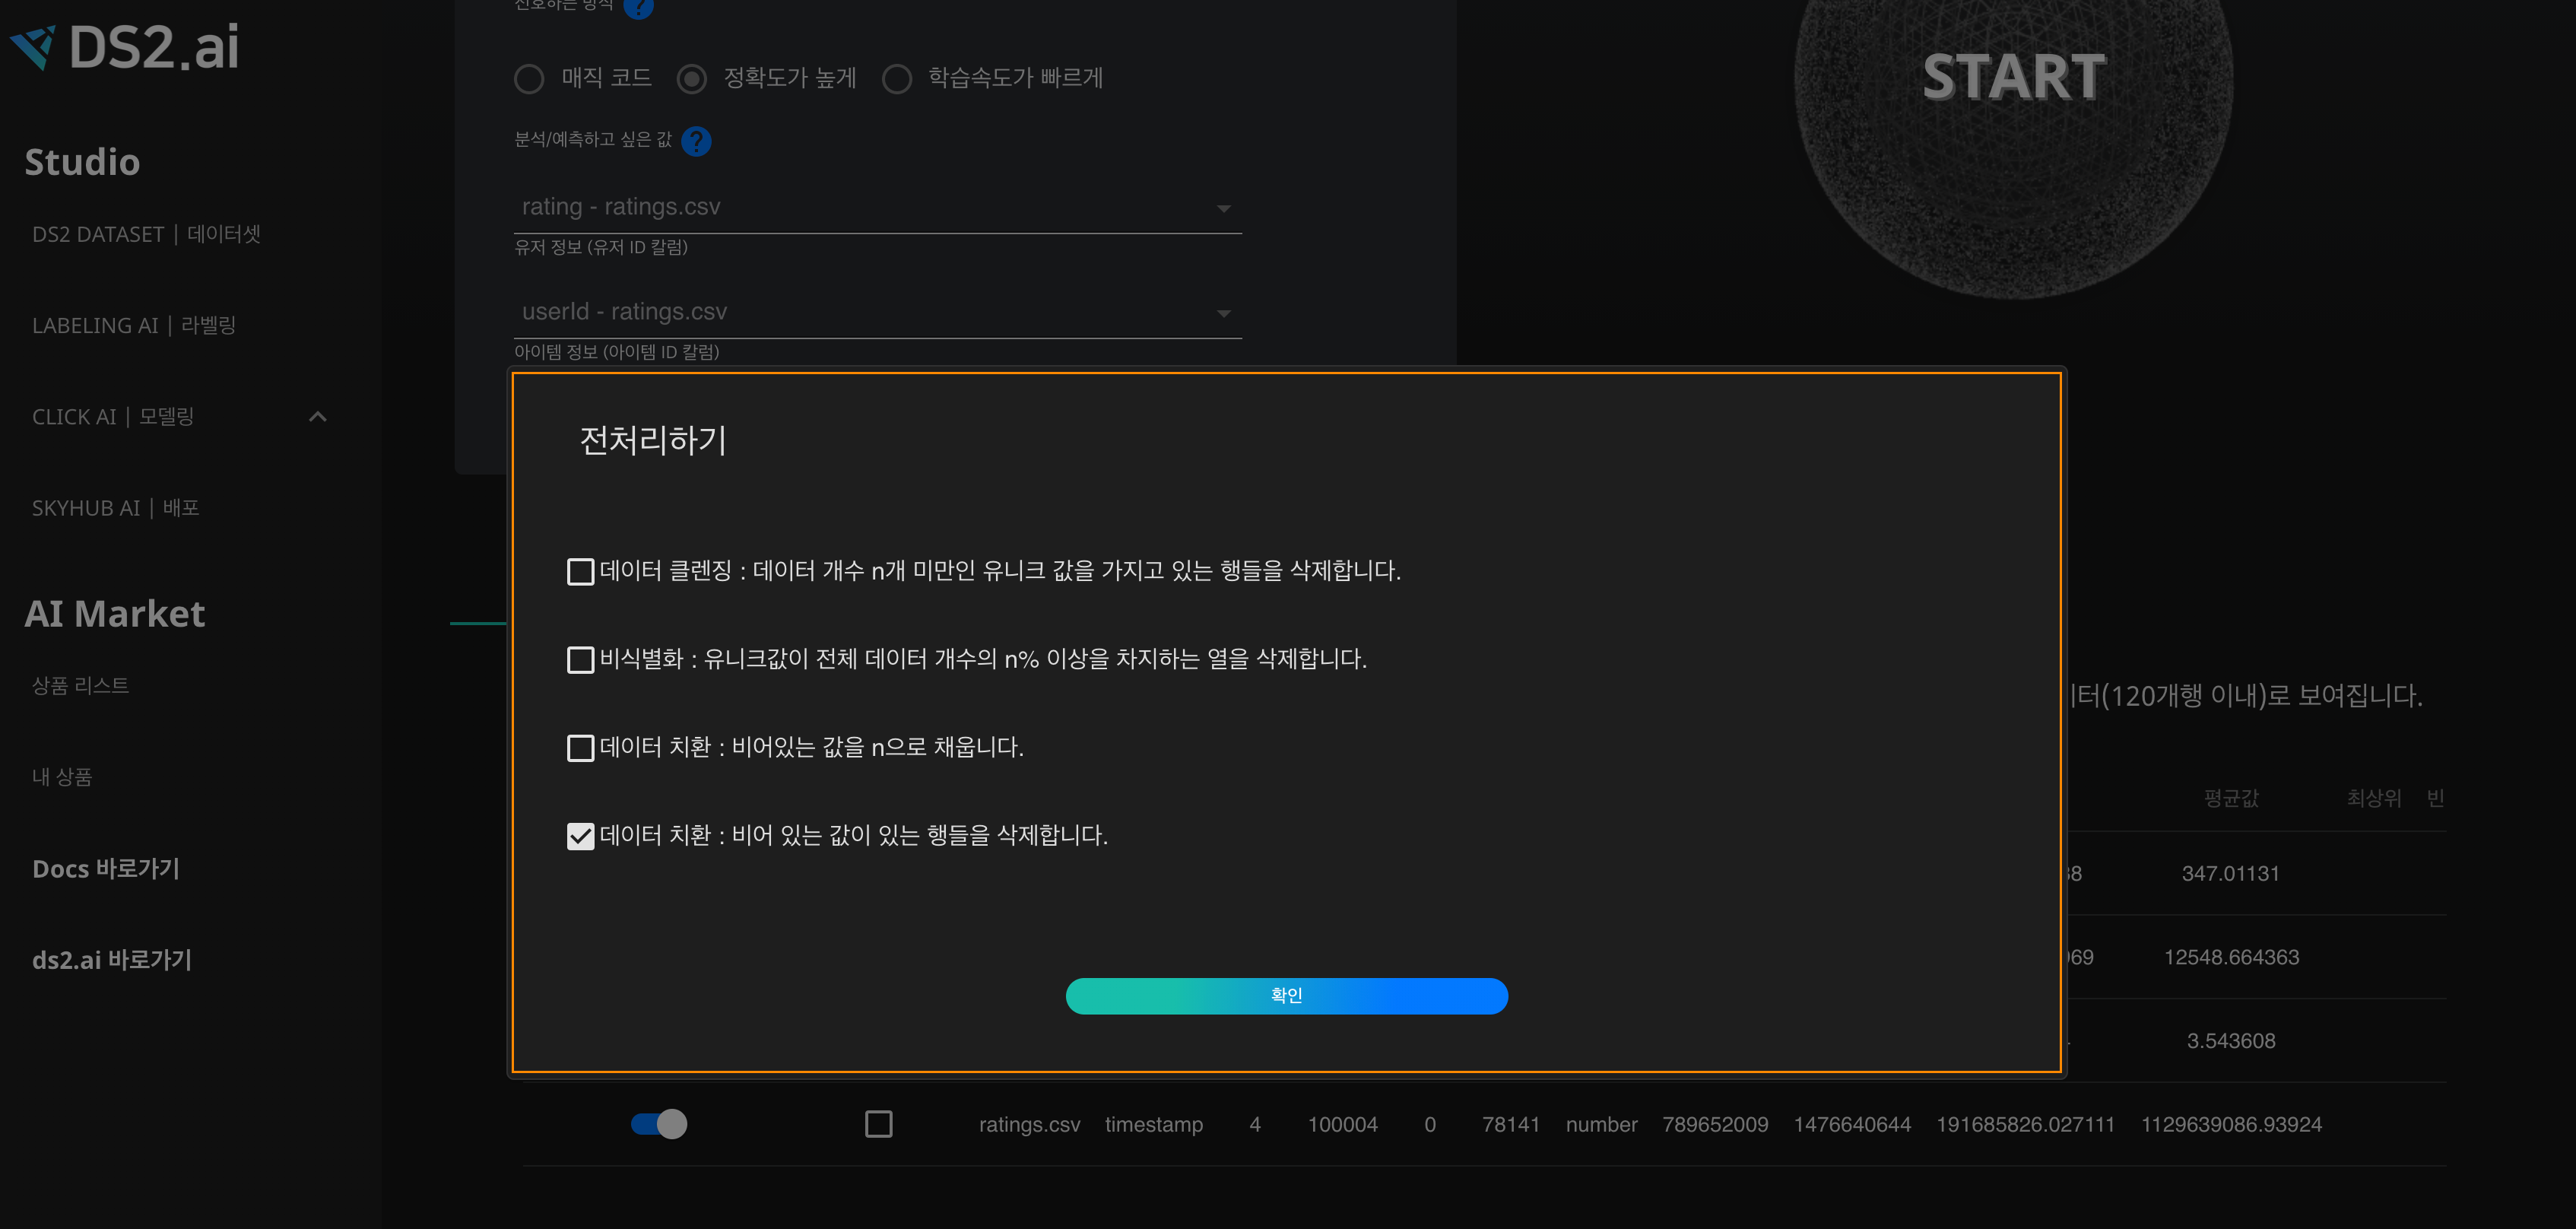 DS2.ai
Studio
DS2 DATASET | 데이터셋
LABELING AI | 라벨링
CLICK AI | 모델링
SKYHUB AI | 배포
AI Market
상품 리스트
내 상품
Docs 바로가기
ds2.ai 바로가기
선호하는 방식 ?
매직 코드 정확도가 높게 학습속도가 빠르게
분석/예측하고 싶은 값 ?
rating - ratings.csv
유저 정보 (유저 ID 칼럼)
userId - ratings.csv
아이템 정보 (아이템 ID 칼럼)
START
전처리하기
데이터 클렌징 : 데이터 개수 n개 미만인 유니크 값을 가지고 있는 행들을 삭제합니다.
비식별화 : 유니크값이 전체 데이터 개수의 n% 이상을 차지하는 열을 삭제합니다.
데이터 치환 : 비어있는 값을 n으로 채웁니다.
데이터 치환 : 비어 있는 값이 있는 행들을 삭제합니다.
확인
터(120개행 이내)로 보여집니다.
평균값 최상위 빈
347.01131
69 12548.664363
3.543608
ratings.csv timestamp 4 100004 0 78141 number 789652009 1476640644 191685826.027111 1129639086.93924